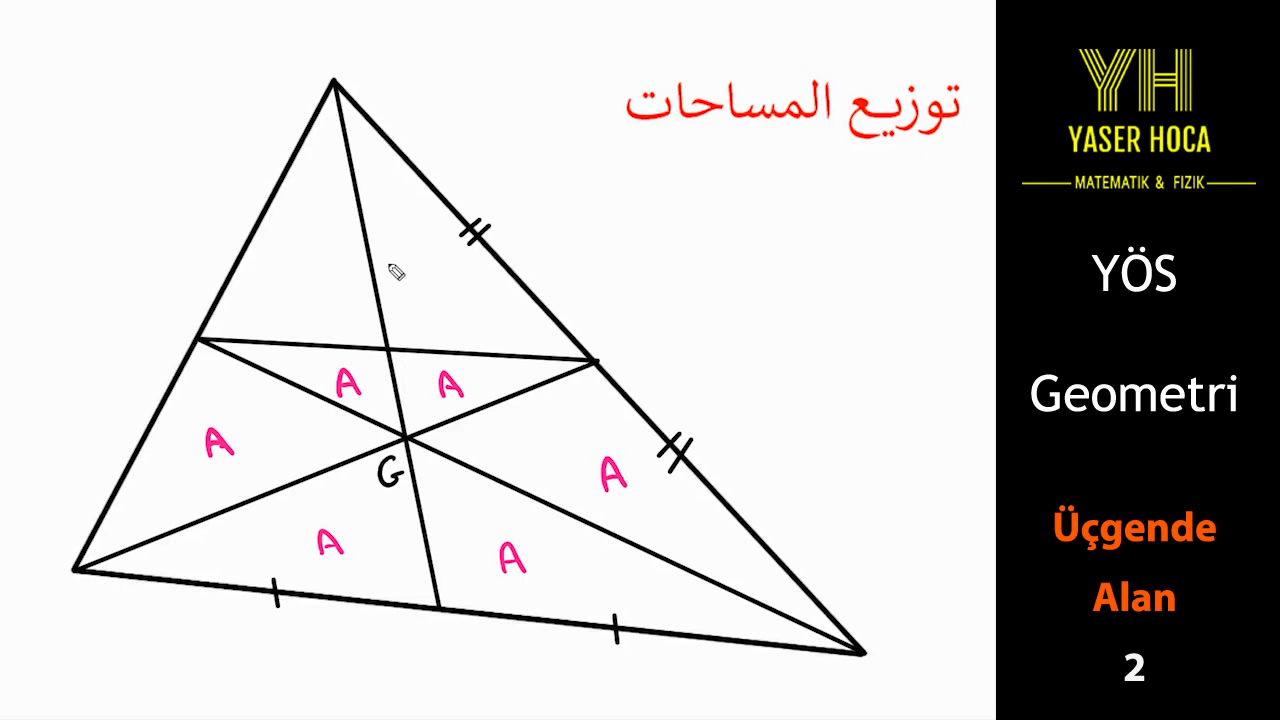 توزيع المساحات
A
A
A
A
G
A
A
YH
YASER HOCA
MATEMATIK & FIZIK
YÖS
Geometri
Üçgende
Alan
2